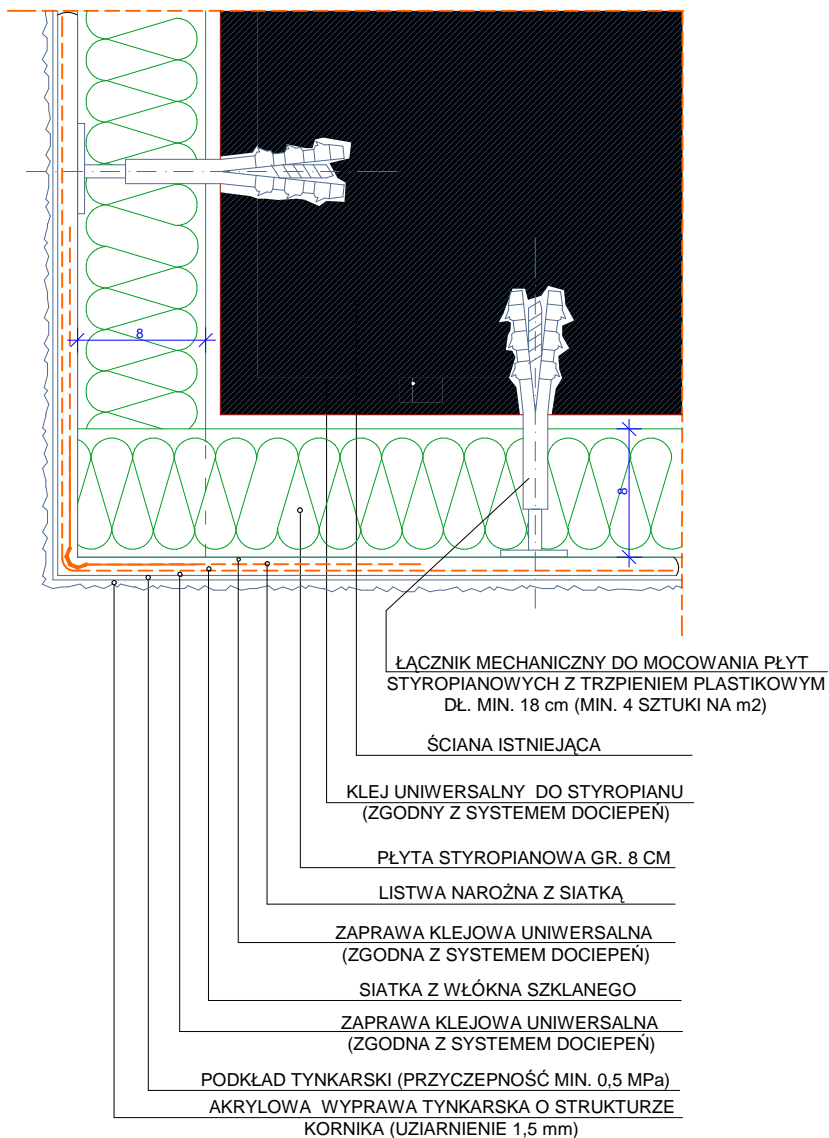 8
8
ŁĄCZNIK MECHANICZNY DO MOCOWANIA PŁYT
STYROPIANOWYCH Z TRZPIENIEM PLASTIKOWYM
DŁ. MIN. 18 cm (MIN. 4 SZTUKI NA m2)
ŚCIANA ISTNIEJĄCA
KLEJ UNIWERSALNY DO STYROPIANU
(ZGODNY Z SYSTEMEM DOCIEPEŃ)
PŁYTA STYROPIANOWA GR. 8 CM
LISTWA NAROŻNA Z SIATKĄ
ZAPRAWA KLEJOWA UNIWERSALNA
(ZGODNA Z SYSTEMEM DOCIEPEŃ)
SIATKA Z WŁÓKNA SZKLANEGO
ZAPRAWA KLEJOWA UNIWERSALNA
(ZGODNA Z SYSTEMEM DOCIEPEŃ)
PODKŁAD TYNKARSKI (PRZYCZEPNOŚĆ MIN. 0,5 MPa)
AKRYLOWA WYPRAWA TYNKARSKA O STRUKTURZE
KORNIKA (UZIARNIENIE 1,5 mm)